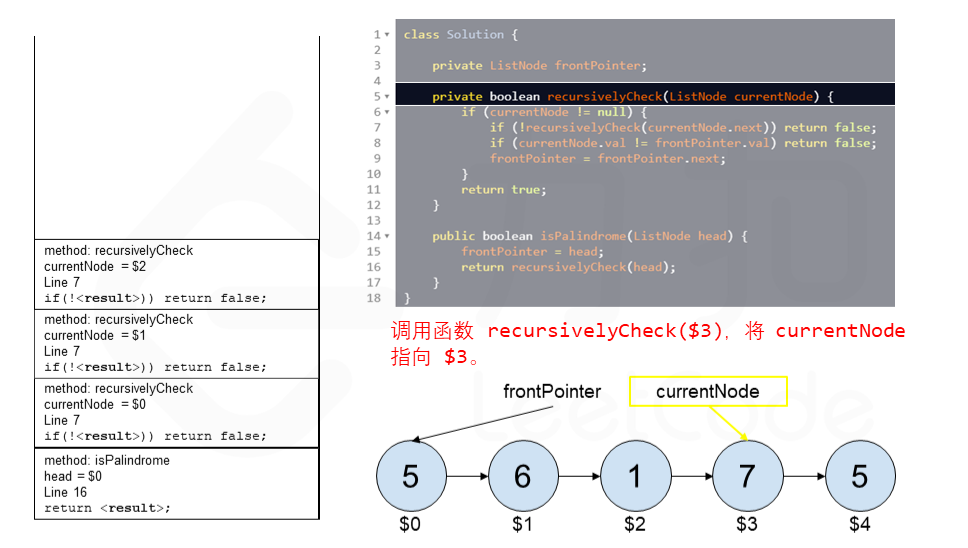 1 class Solution {
2
3 private ListNode frontPointer;
4
5 private boolean recursivelyCheck(ListNode currentNode) {
6 if (currentNode != null) {
7 if (!recursivelyCheck(currentNode.next)) return false;
8 if (currentNode.val != frontPointer.val) return false;
9 frontPointer = frontPointer.next;
10 }
11 return true;
12 }
13
14 public boolean isPalindrome(ListNode head) {
15 frontPointer = head;
16 return recursivelyCheck(head);
17 }
18 }
method: recursivelyCheck
currentNode = $2
Line 7
if(!<result>)) return false;
method: recursivelyCheck
currentNode = $1
Line 7
if(!<result>)) return false;
method: recursivelyCheck
currentNode = $0
Line 7
if(!<result>)) return false;
method: isPalindrome
head = $0
Line 16
return <result>;
调用函数 recursivelyCheck($3), 将 currentNode
指向 $3。
frontPointer currentNode
5 6 1 7 5
$0 $1 $2 $3 $4
LeetCode